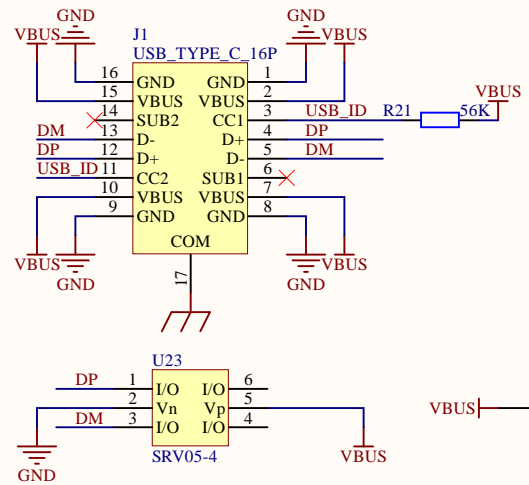 GND J1 GND
VBUS USB_TYPE_C_16P VBUS
16 GND GND 1
15 VBUS VBUS 2 VBUS
14 SUB2 CC1 3 USB_ID R21 56K
DM 13 D- D+ 4 DP
DP 12 D+ D- 5 DM
USB_ID 11 CC2 SUB1 6
10 VBUS VBUS 7
9 GND GND 8
COM
VBUS GND 17 GND VBUS
U23
DP 1 I/O I/O 6
2 Vn Vp 5 VBUS
DM 3 I/O I/O 4
GND SRV05-4 VBUS